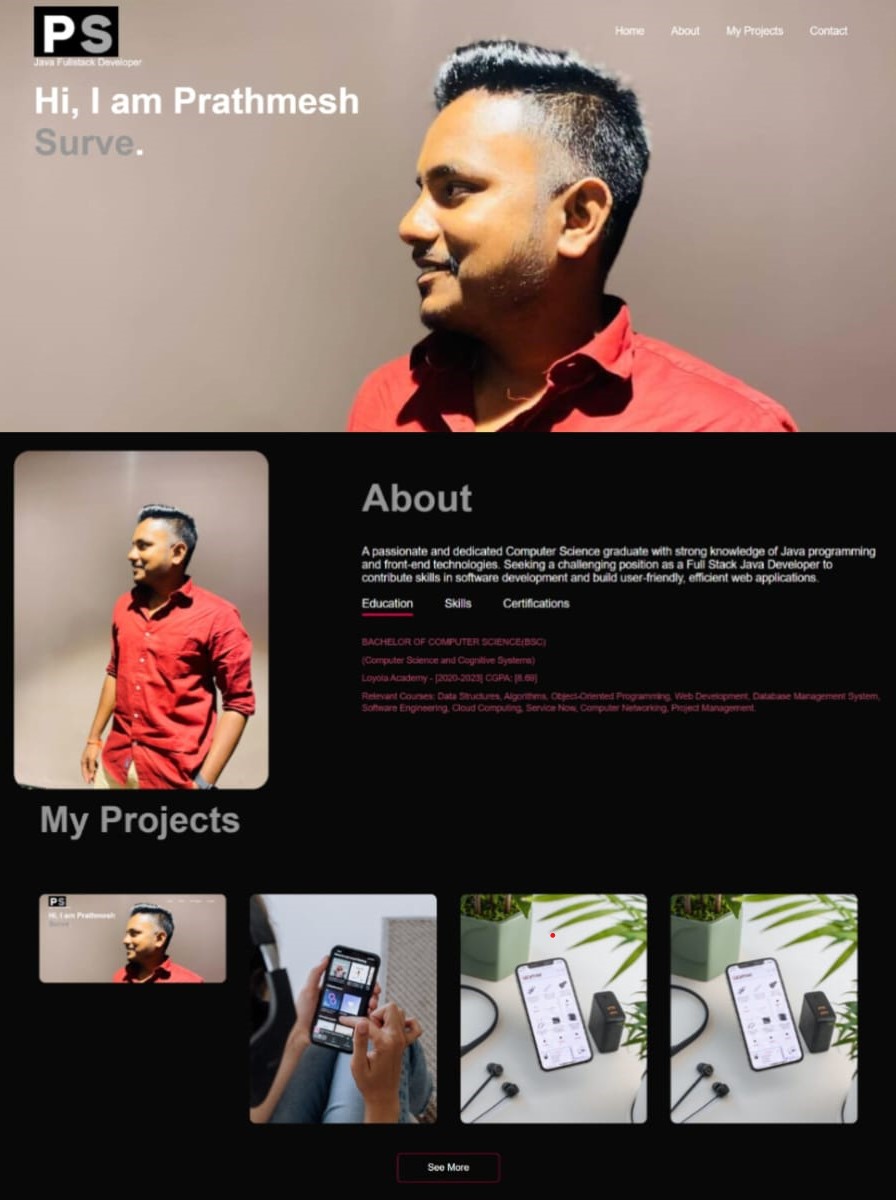 PS
Java Fullstack Developer
Home About My Projects Contact
Hi, I am Prathmesh
Surve.
About
A passionate and dedicated Computer Science graduate with strong knowledge of Java programming
and front-end technologies. Seeking a challenging position as a Full Stack Java Developer to
contribute skills in software development and build user-friendly, efficient web applications.
Education Skills Certifications
BACHELOR OF COMPUTER SCIENCE(BSC)
(Computer Science and Cognitive Systems)
Loyola Academy - [2020-2023] CGPA: [8.69]
Relevant Courses: Data Structures, Algorithms, Object-Oriented Programming, Web Development, Database Management System,
Software Engineering, Cloud Computing, Service Now, Computer Networking, Project Management.
My Projects
PS
Hi, I am Prathmesh
Surve
See More